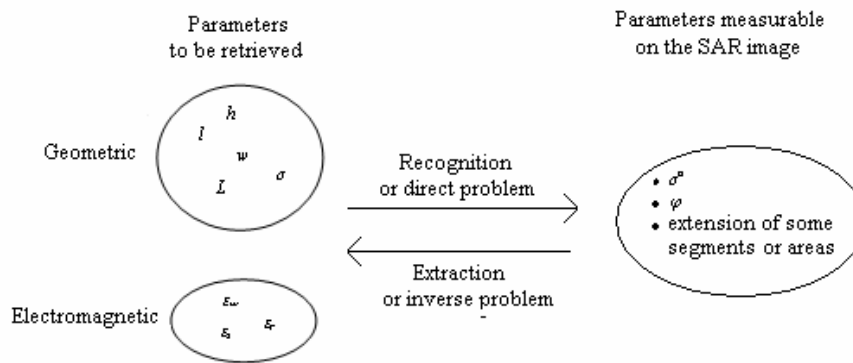 Parameters
to be retrieved
Parameters measurable
on the SAR image
Geometric
h
l
w
σ
L
Recognition
or direct problem
• σ°
• φ
• extension of some
segments or areas
Extraction
or inverse problem
Electromagnetic
εw
εs
εr